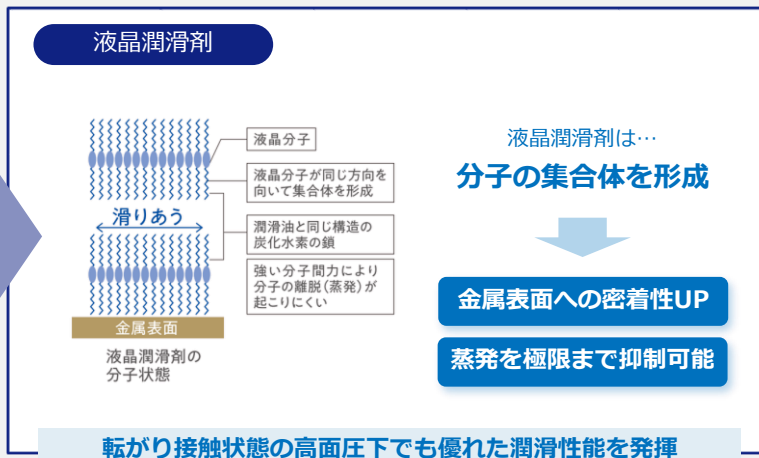 液晶潤滑剤
液晶分子
液晶分子が同じ方向を
向いて集合体を形成
滑りあう
潤滑油と同じ構造の
炭化水素の鎖
強い分子間力により
分子の離脱(蒸発)が
起こりにくい
金属表面
液晶潤滑剤の
分子状態
液晶潤滑剤は…
分子の集合体を形成
金属表面への密着性UP
蒸発を極限まで抑制可能
転がり接触状態の高面圧下でも優れた潤滑性能を発揮